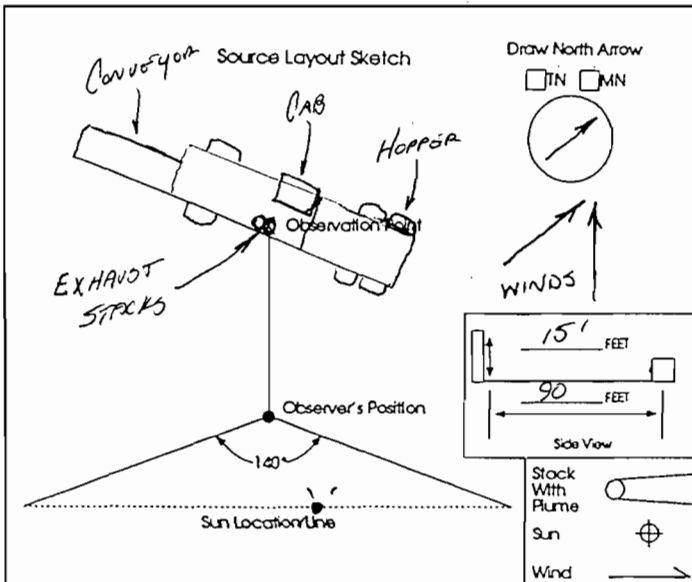 Source Layout Sketch
Draw North Arrow
TN MN
CONVEYOR
CAB
HOPPER
Observation Point
EXHAUST
STACKS
WINDS
15' FEET
90 FEET
Side View
Observer's Position
140°
Sun Location Line
Stack
With
Plume
Sun
Wind